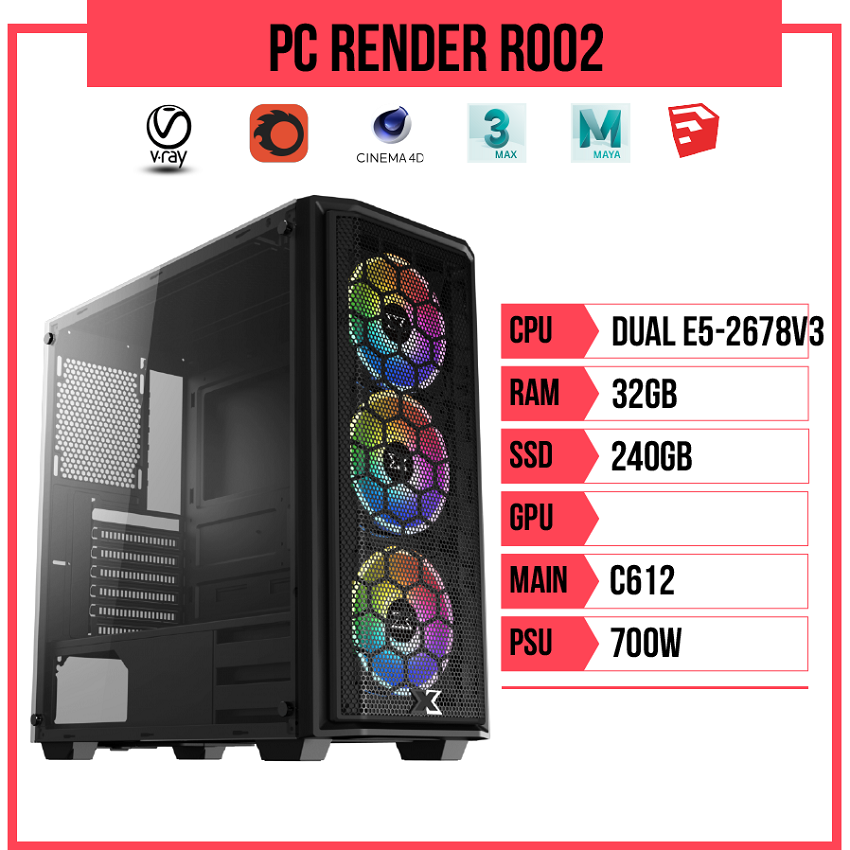 PC RENDER R002
v·ray
CINEMA 4D
3
MAX
M
MAYA
CPU DUAL E5-2678V3
RAM 32GB
SSD 240GB
GPU
MAIN C612
PSU 700W